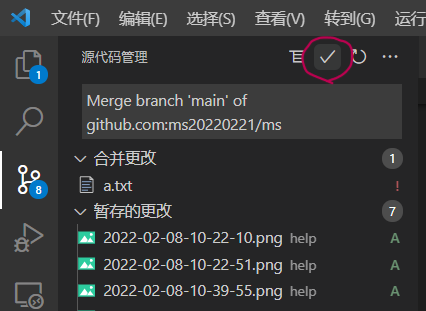 文件(F) 编辑(E) 选择(S) 查看(V) 转到(G) 运行
源代码管理
Merge branch 'main' of
github.com:ms20220221/ms
合并更改 1
a.txt !
暂存的更改 7
2022-02-08-10-22-10.png help A
2022-02-08-10-22-51.png help A
2022-02-08-10-39-55.png help A
1
8